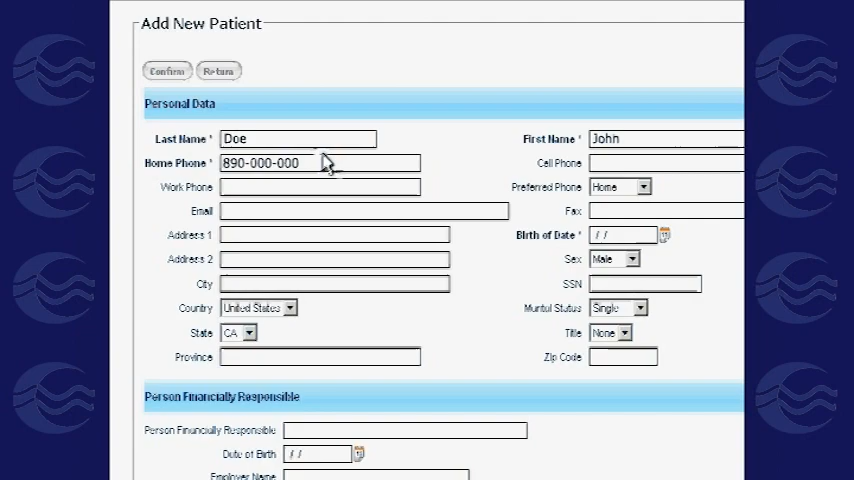 Add New Patient
Confirm Return
Personal Data
Last Name * Doe First Name * John
Home Phone * 890-000-000 Cell Phone
Work Phone Preferred Phone Home
Email Fax
Address 1 Birth of Date * / /
Address 2 Sex Male
City SSN
Country United States Marital Status Single
State CA Title None
Province Zip Code
Person Financially Responsible
Person Financially Responsible
Date of Birth / /
Employer Name